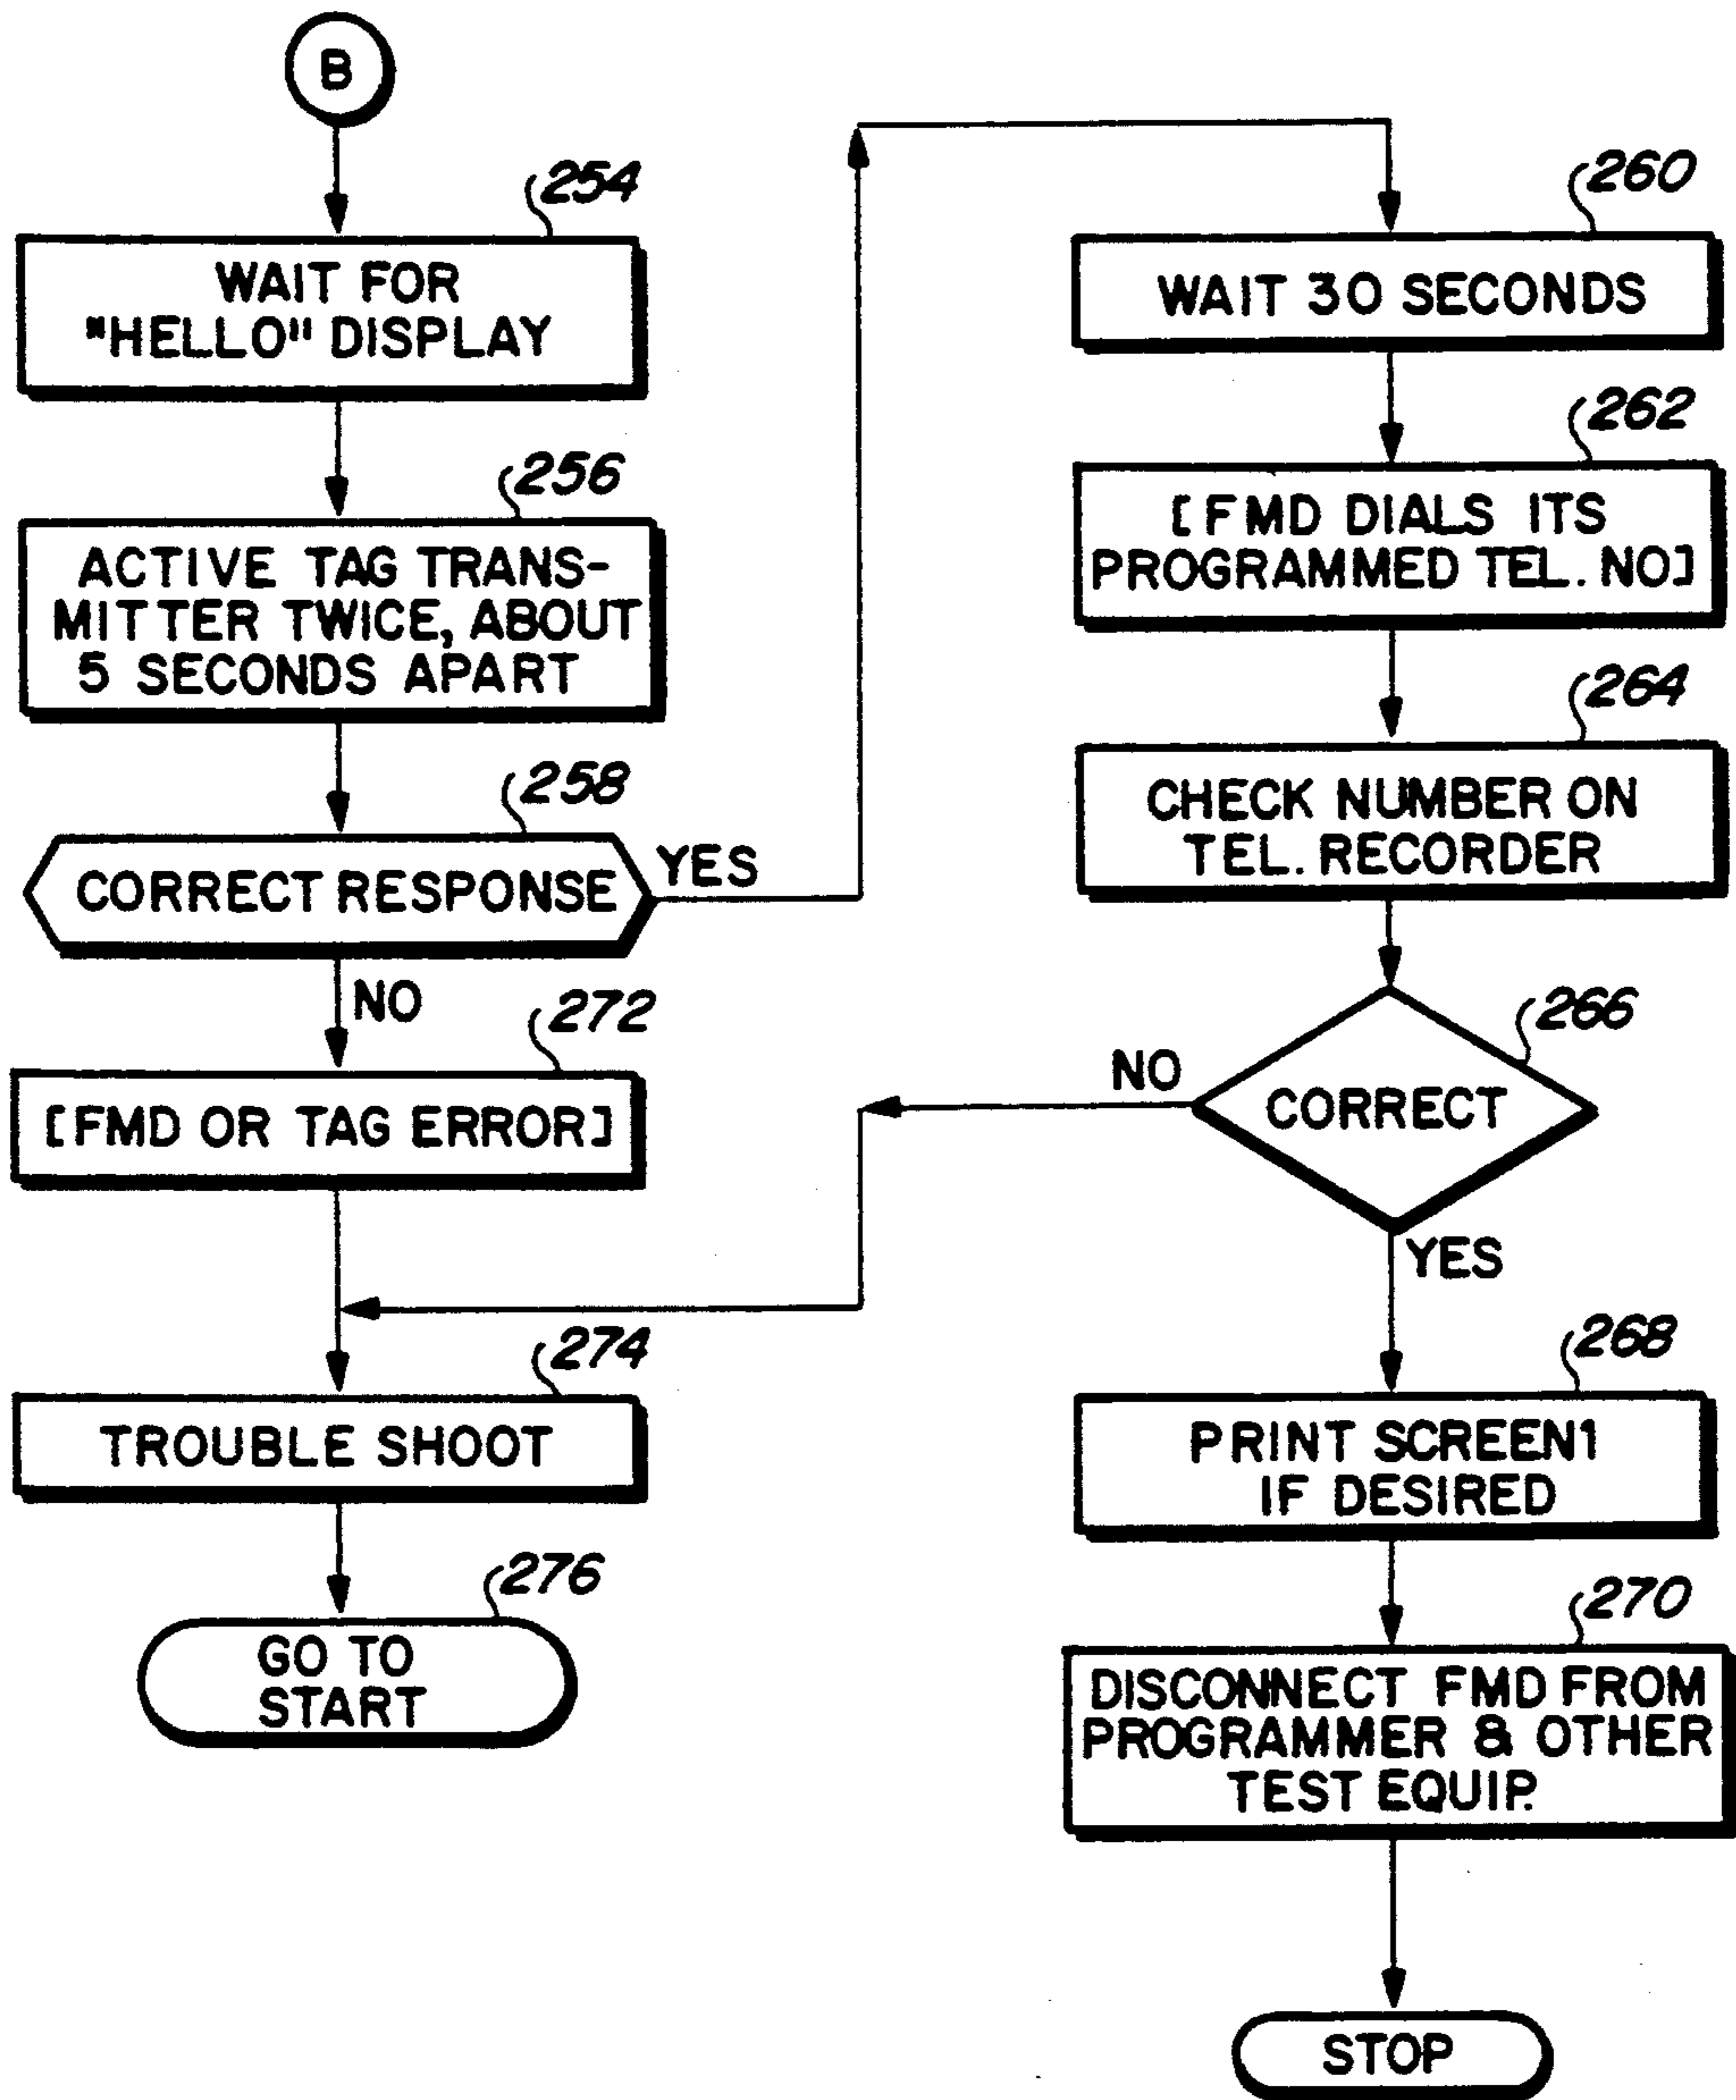 B
254
WAIT FOR
"HELLO" DISPLAY
256
ACTIVE TAG TRANS-
MITTER TWICE, ABOUT
5 SECONDS APART
258
CORRECT RESPONSE
YES
NO
272
[FMD OR TAG ERROR]
274
TROUBLE SHOOT
276
GO TO
START
260
WAIT 30 SECONDS
262
[FMD DIALS ITS
PROGRAMMED TEL. NO]
264
CHECK NUMBER ON
TEL. RECORDER
266
CORRECT
NO
YES
268
PRINT SCREEN1
IF DESIRED
270
DISCONNECT FMD FROM
PROGRAMMER & OTHER
TEST EQUIP.
STOP